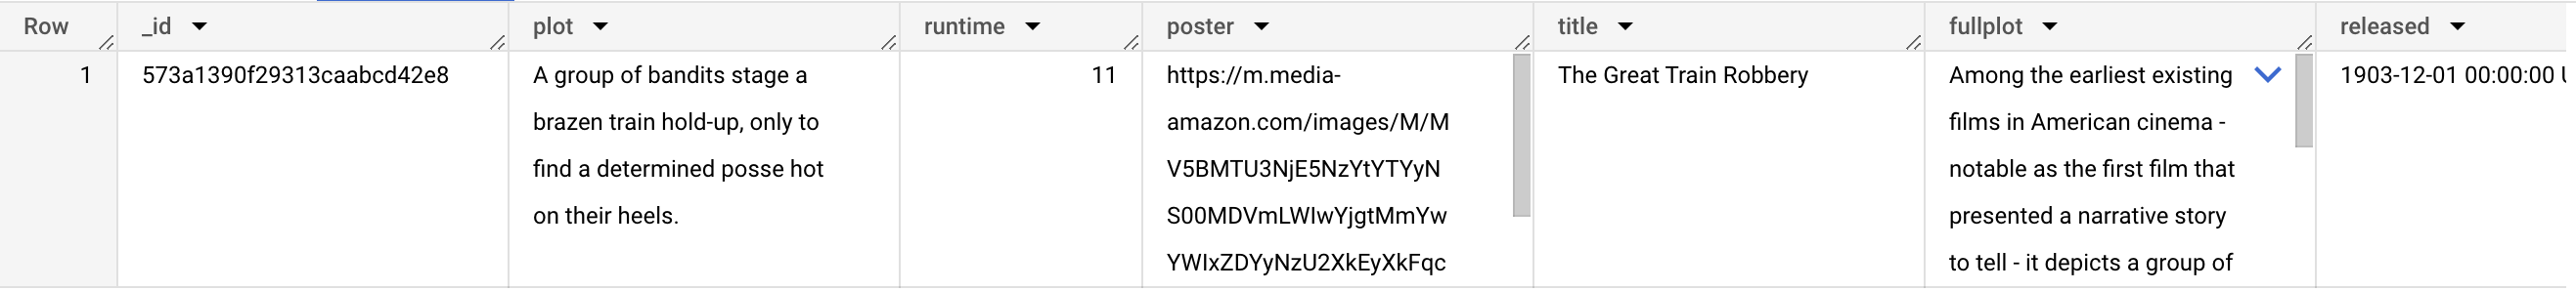 Row _id plot runtime poster title fullplot released
1 573a1390f29313caabcd42e8 A group of bandits stage a 11 https://m.media- The Great Train Robbery Among the earliest existing 1903-12-01 00:00:00
brazen train hold-up, only to amazon.com/images/M/M films in American cinema -
find a determined posse hot V5BMTU3NjE5NzYtYTYyN notable as the first film that
on their heels. S00MDVmLWIwYjgtMmYw presented a narrative story
YWIxZDYyNzU2XkEyXkFqc to tell - it depicts a group of